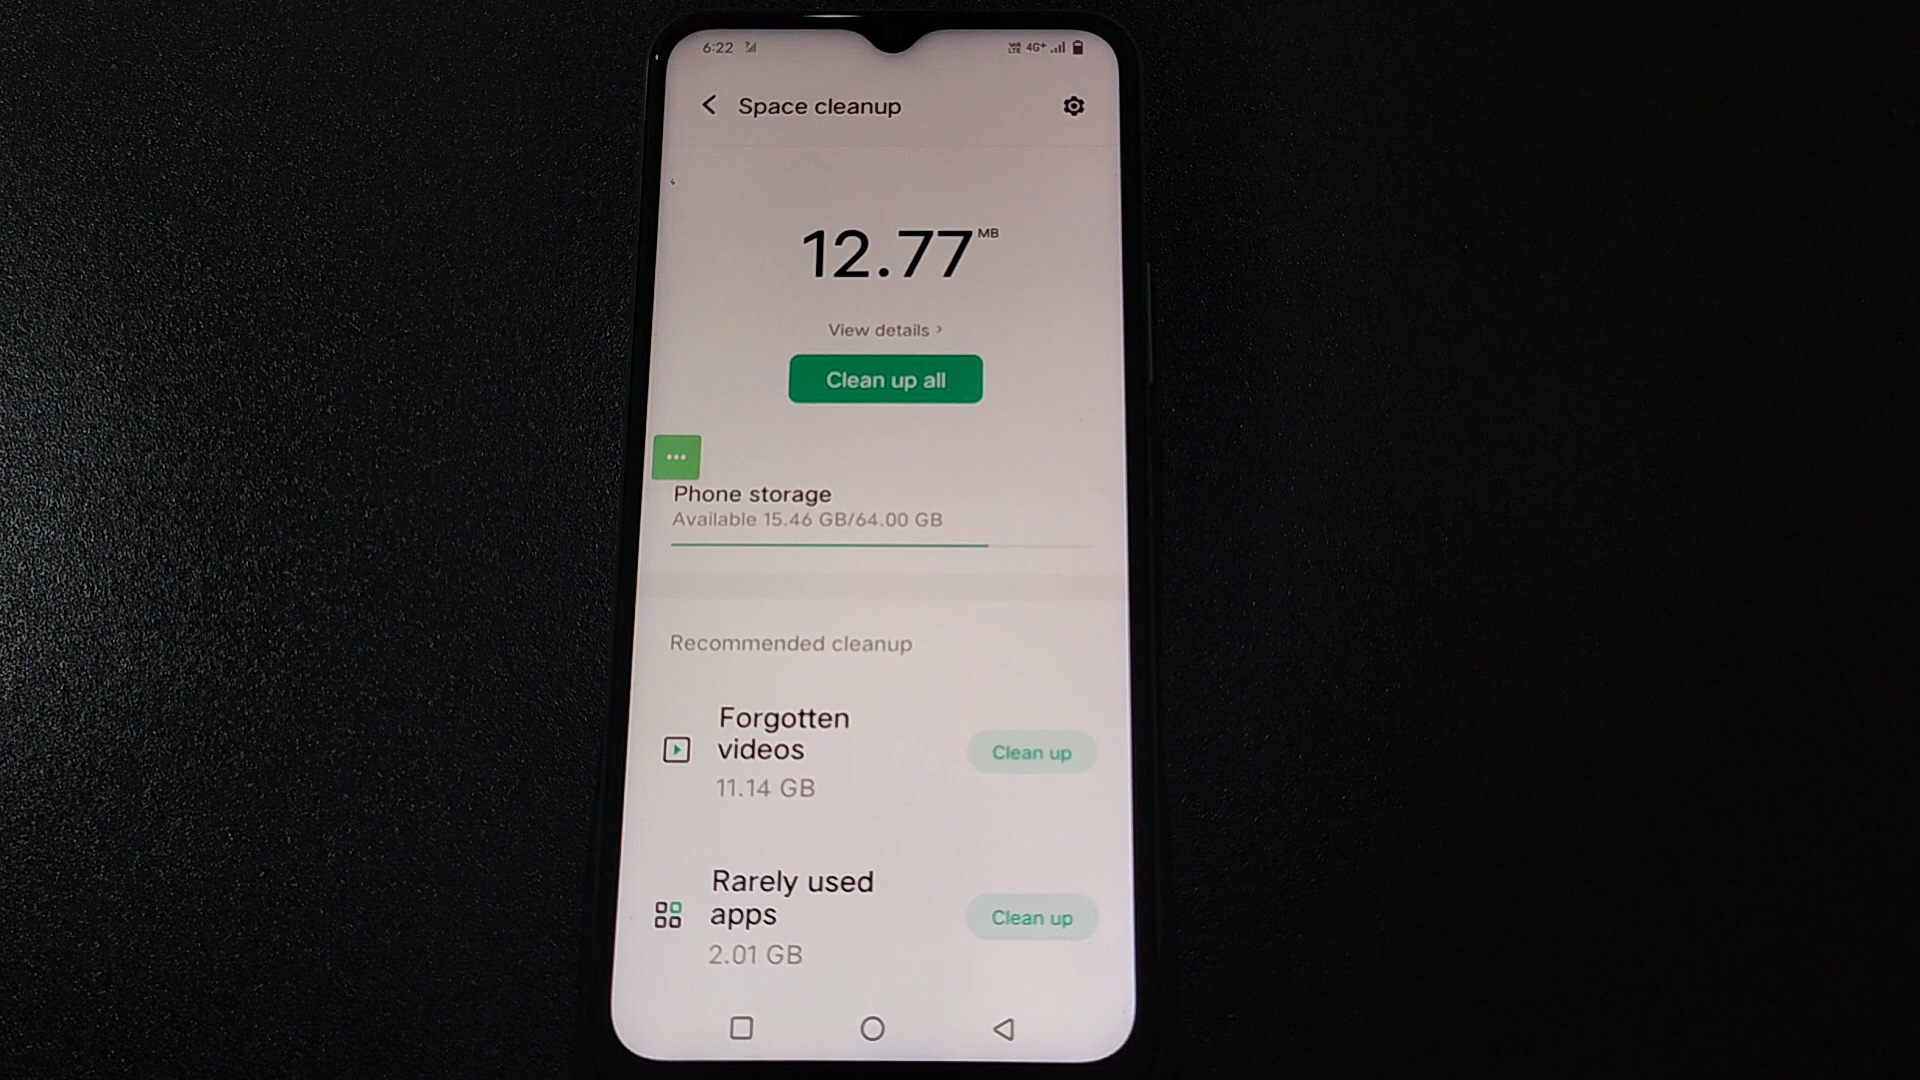 6:22
VoLTE 4G+
Space cleanup
12.77 MB
View details >
Clean up all
Phone storage
Available 15.46 GB/64.00 GB
Recommended cleanup
Forgotten
videos
Clean up
11.14 GB
Rarely used
apps
Clean up
2.01 GB